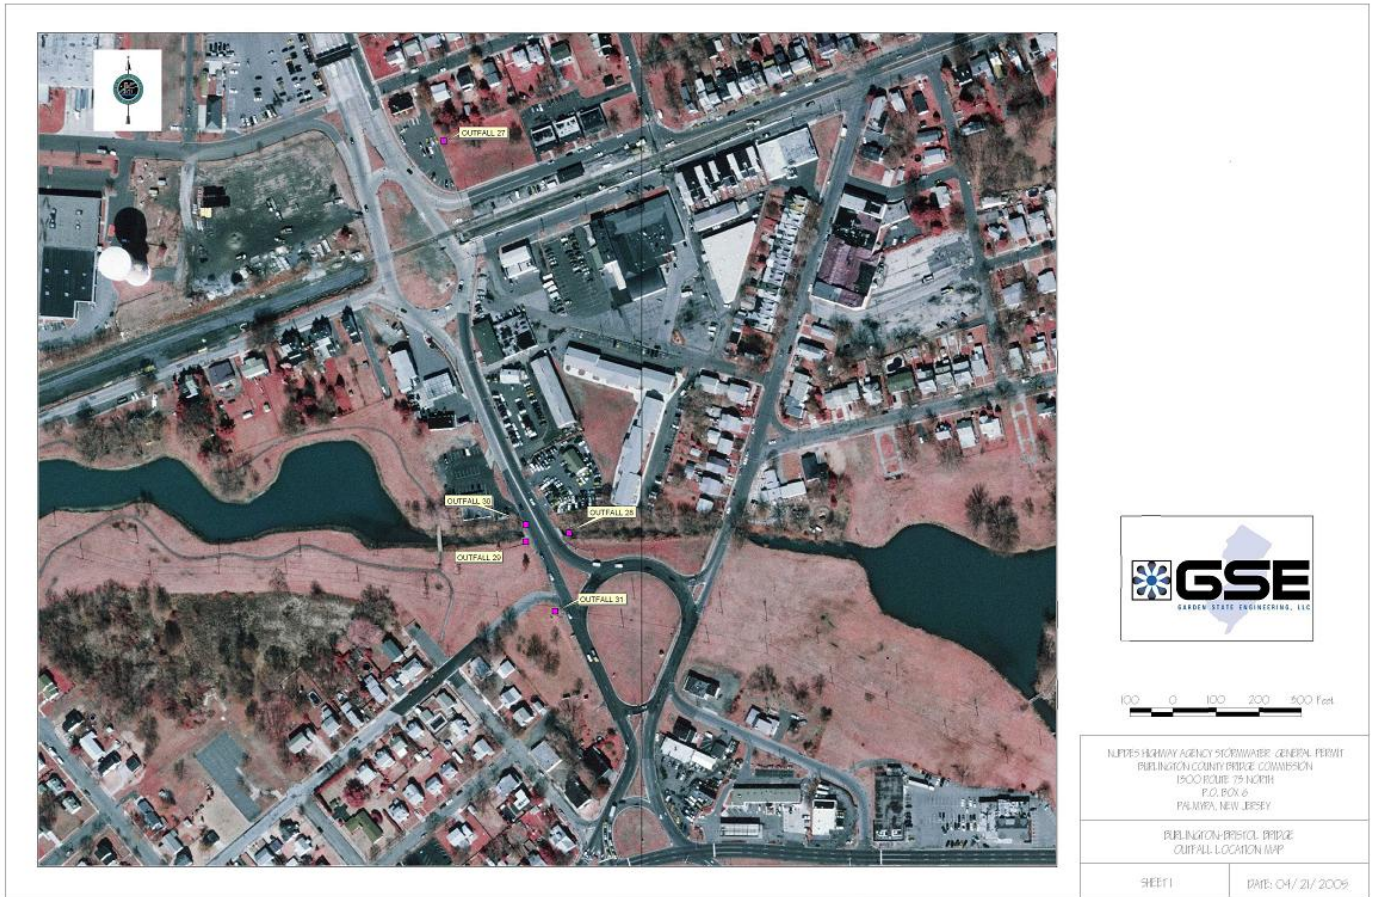 OUTFALL 27
OUTFALL 30
OUTFALL 28
OUTFALL 29
OUTFALL 31
GSE
GARDEN STATE ENGINEERING, LLC
100 0 100 200 300 Feet
NJPDES HIGHWAY AGENCY STORMWATER GENERAL PERMIT
BURLINGTON COUNTY BRIDGE COMMISSION
1300 ROUTE 73 NORTH
P.O. BOX 6
PALMYRA, NEW JERSEY
BURLINGTON-BRISTOL BRIDGE
OUTFALL LOCATION MAP
SHEET 1
DATE: 04/21/2005